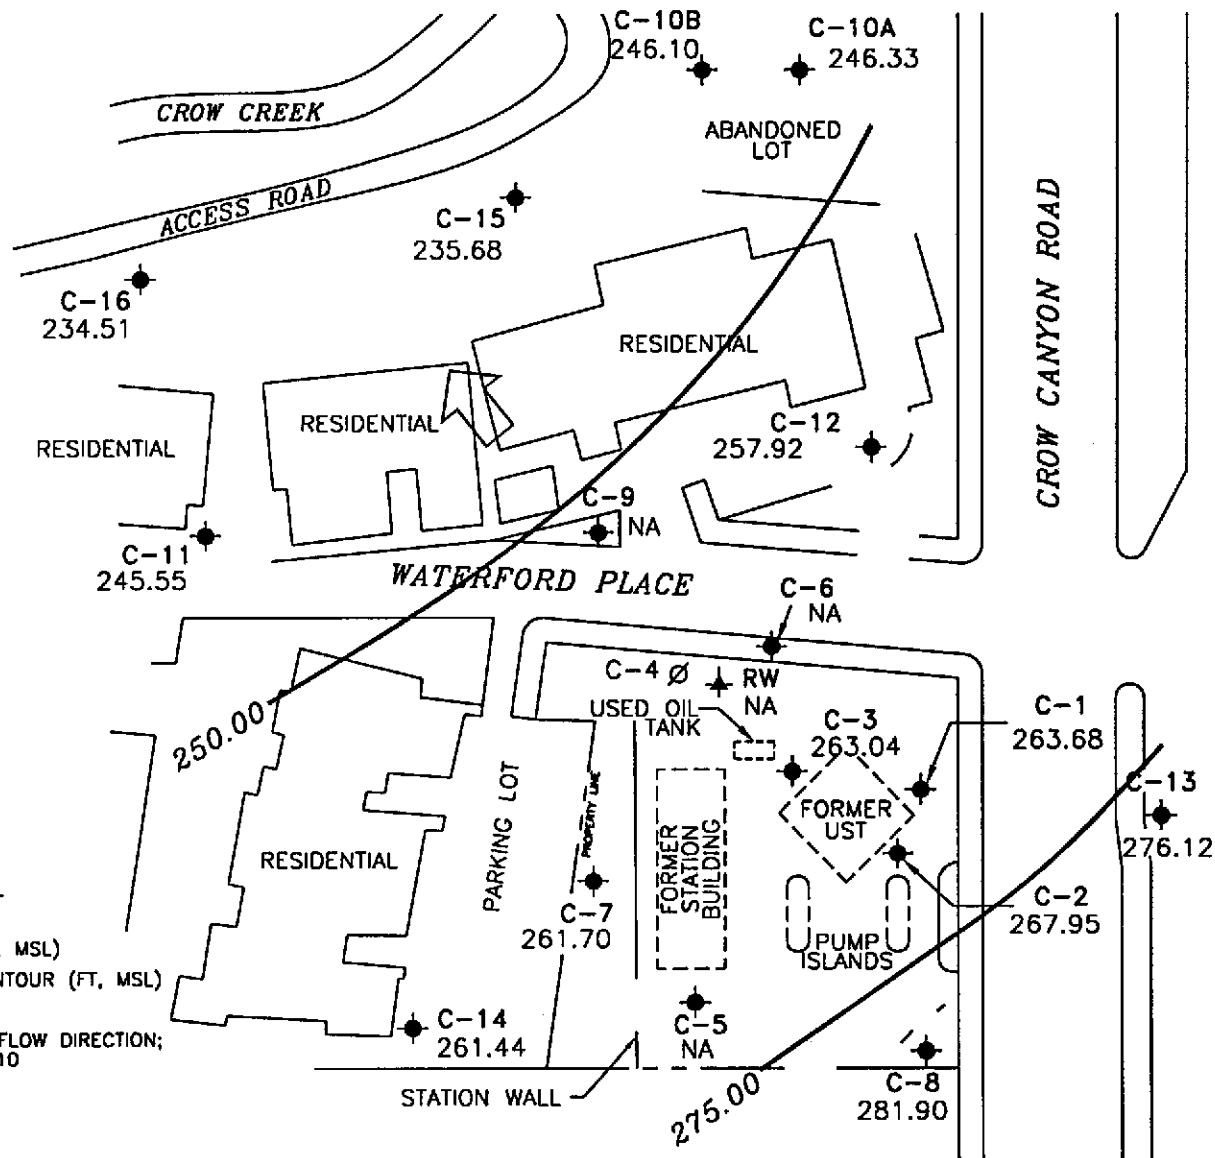 C-10B
246.10
C-10A
246.33
CROW CREEK
ABANDONED
LOT
ACCESS ROAD
C-15
235.68
C-16
234.51
CROW CANYON ROAD
RESIDENTIAL
RESIDENTIAL
RESIDENTIAL
C-12
257.92
C-9
NA
C-11
245.55
WATERFORD PLACE
C-6
NA
C-4
RW
NA
USED OIL
TANK
C-3
263.04
C-1
263.68
250.00
C-13
276.12
PROPERTY LINE
PARKING LOT
FORMER
STATION
BUILDING
FORMER
UST
RESIDENTIAL
C-7
261.70
C-2
267.95
PUMP
ISLANDS
MSL)
NTOUR (FT, MSL)
FLOW DIRECTION;
10
C-14
261.44
C-5
NA
C-8
281.90
STATION WALL
275.00